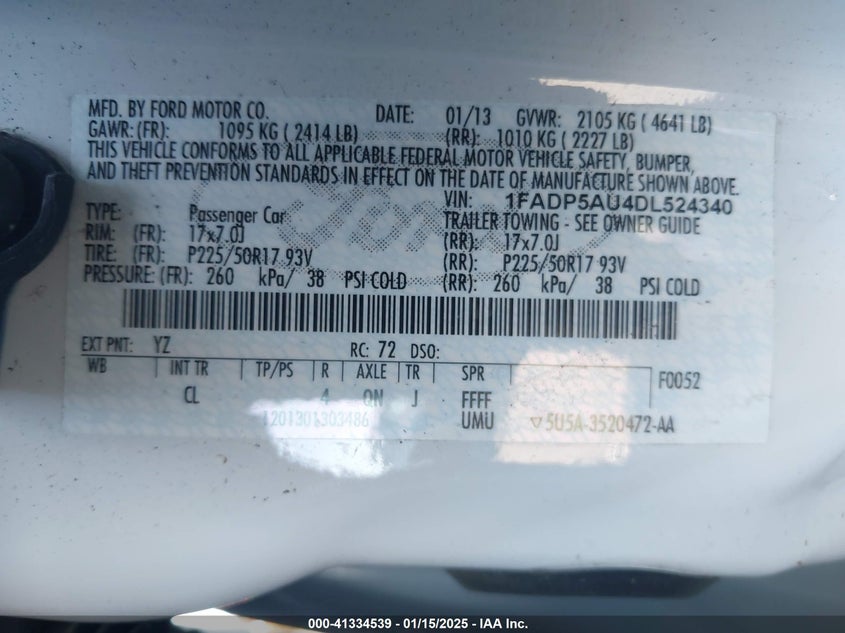 MFD. BY FORD MOTOR CO. DATE: 01/13 GVWR: 2105 KG ( 4641 LB)
GAWR: (FR): 1095 KG ( 2414 LB) (RR): 1010 KG ( 2227 LB)
THIS VEHICLE CONFORMS TO ALL APPLICABLE FEDERAL MOTOR VEHICLE SAFETY, BUMPER,
AND THEFT PREVENTION STANDARDS IN EFFECT ON THE DATE OF MANUFACTURE SHOWN ABOVE.
VIN: 1FADP5AU4DL524340
TYPE: Passenger Car TRAILER TOWING - SEE OWNER GUIDE
RIM: (FR): 17x7.0J (RR): 17x7.0J
TIRE: (FR): P225/50R17 93V (RR): P225/50R17 93V
PRESSURE: (FR): 260 kPa/ 38 PSI COLD (RR): 260 kPa/ 38 PSI COLD
EXT PNT: YZ RC: 72 DSO:
WB INT TR TP/PS R AXLE TR SPR F0052
CL 4 QN J FFFF
1201301303486 UMU ▽5U5A-3520472-AA
000-41334539 - 01/15/2025 - IAA Inc.